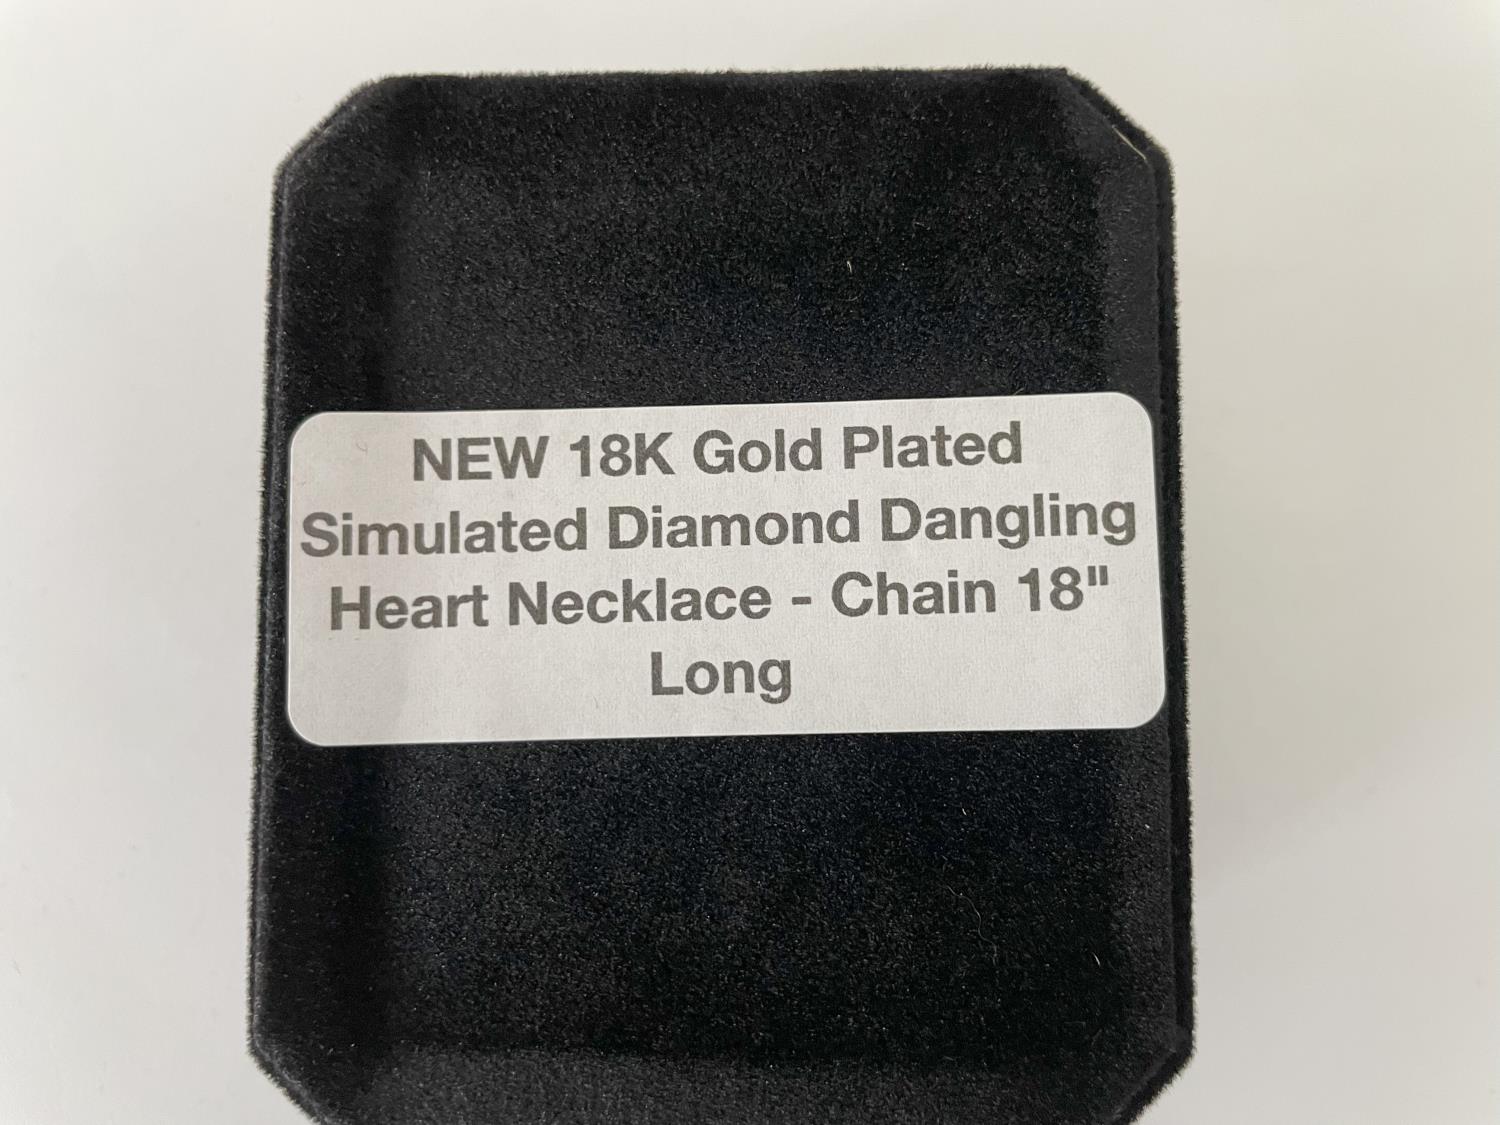 NEW 18K Gold Plated
Simulated Diamond Dangling
Heart Necklace - Chain 18"
Long